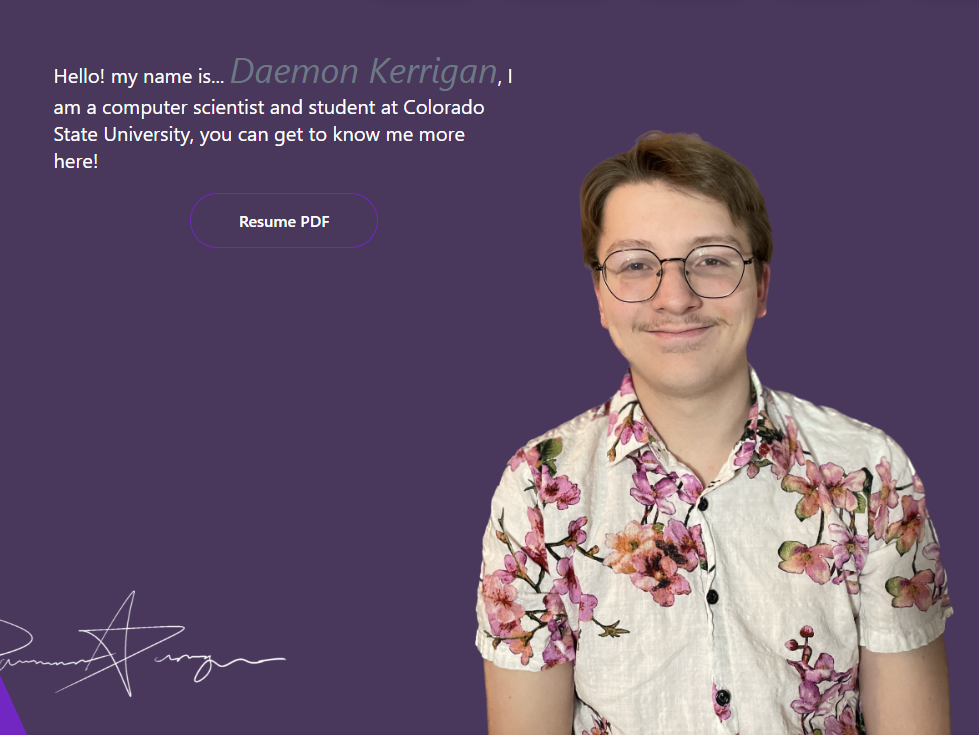 Hello! my name is... Daemon Kerrigan, I
am a computer scientist and student at Colorado
State University, you can get to know me more
here!
Resume PDF